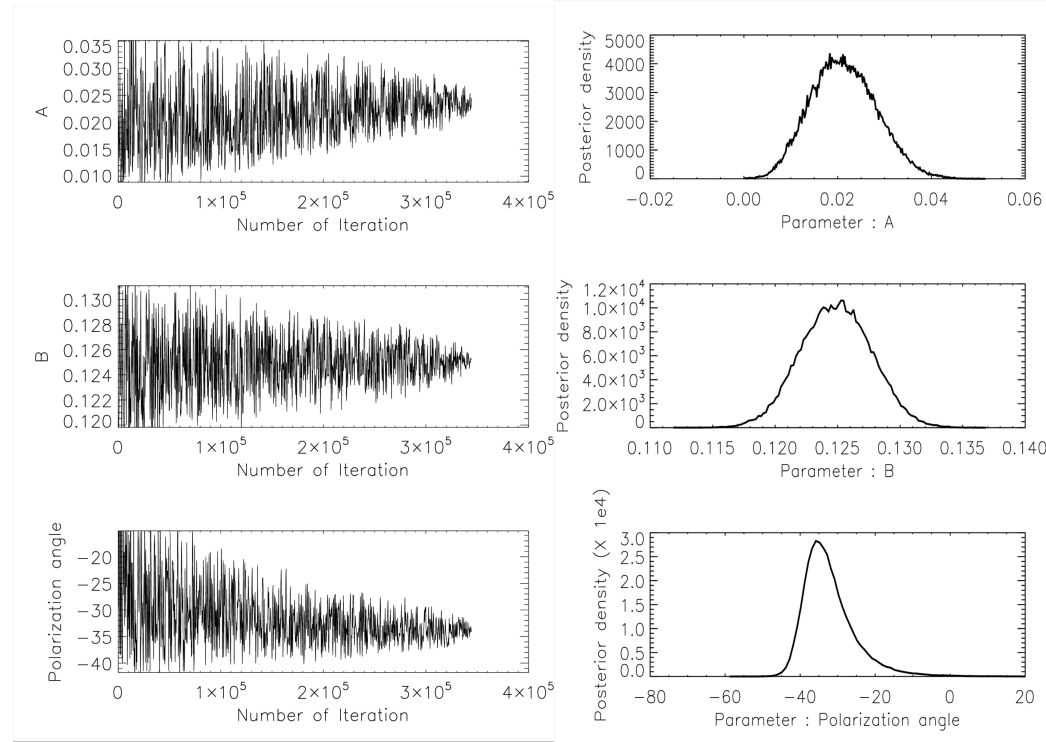 0.035
0.030
0.025
0.020
0.015
0.010
A
0 1×10⁵ 2×10⁵ 3×10⁵ 4×10⁵
Number of Iteration
5000
4000
3000
2000
1000
0
Posterior density
−0.02 0.00 0.02 0.04 0.06
Parameter : A
0.130
0.128
0.126
0.124
0.122
0.120
B
0 1×10⁵ 2×10⁵ 3×10⁵ 4×10⁵
Number of Iteration
1.2×10⁴
1.0×10⁴
8.0×10³
6.0×10³
4.0×10³
2.0×10³
0
Posterior density
0.110 0.115 0.120 0.125 0.130 0.135 0.140
Parameter : B
−20
−25
−30
−35
−40
Polarization angle
0 1×10⁵ 2×10⁵ 3×10⁵ 4×10⁵
Number of Iteration
3.0
2.5
2.0
1.5
1.0
0.5
0.0
Posterior density (X 1e4)
−80 −60 −40 −20 0 20
Parameter : Polarization angle